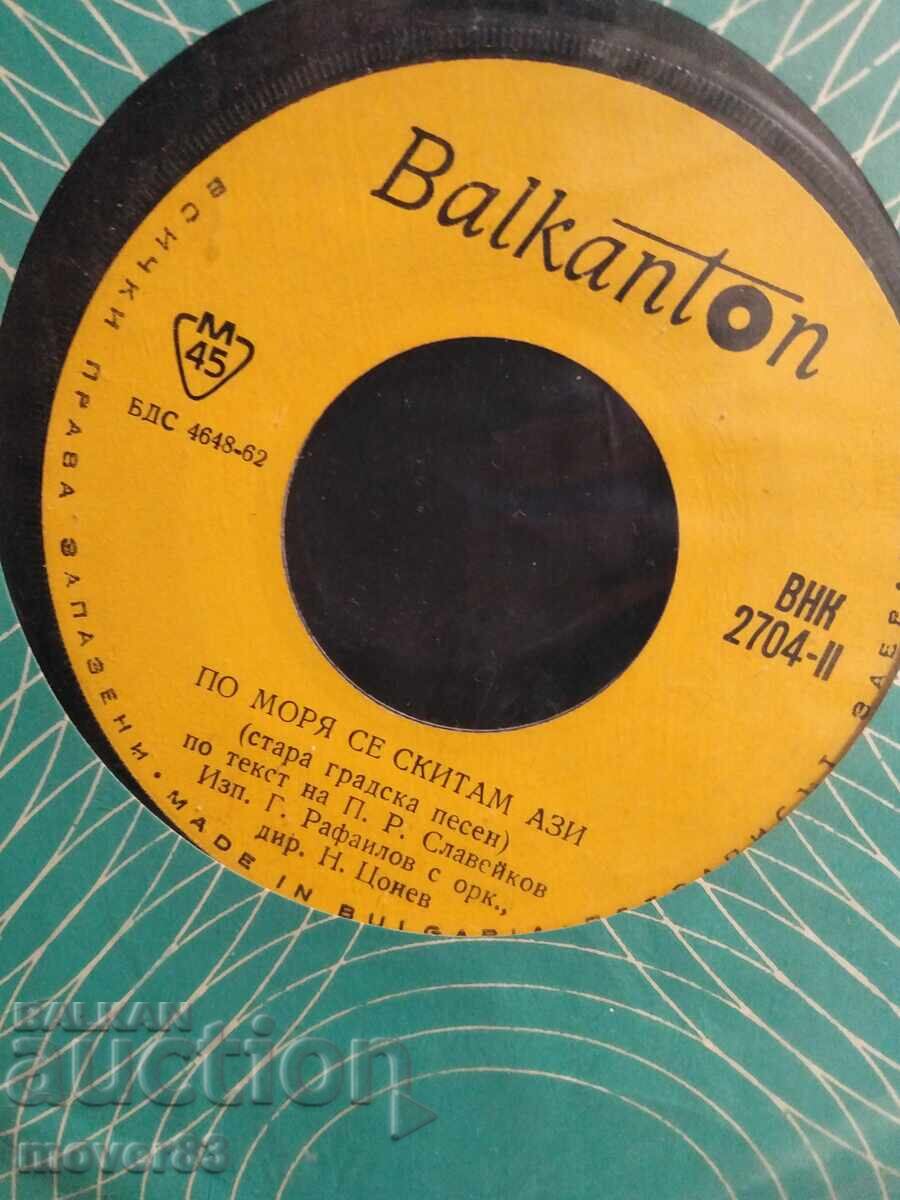 Balkanton
М
45
БДС 4648-62
ВНК
2704-II
ПО МОРЯ СЕ СКИТАМ АЗИ
(стара градска песен)
по текст на П. Р. Славейков
Изп. Г. Рафаилов с орк.,
дир. Н. Цонев
ВСИЧКИ ПРАВА ЗАПАЗЕНИ • MADE IN BULGARIA
BALKAN
auction
mover83